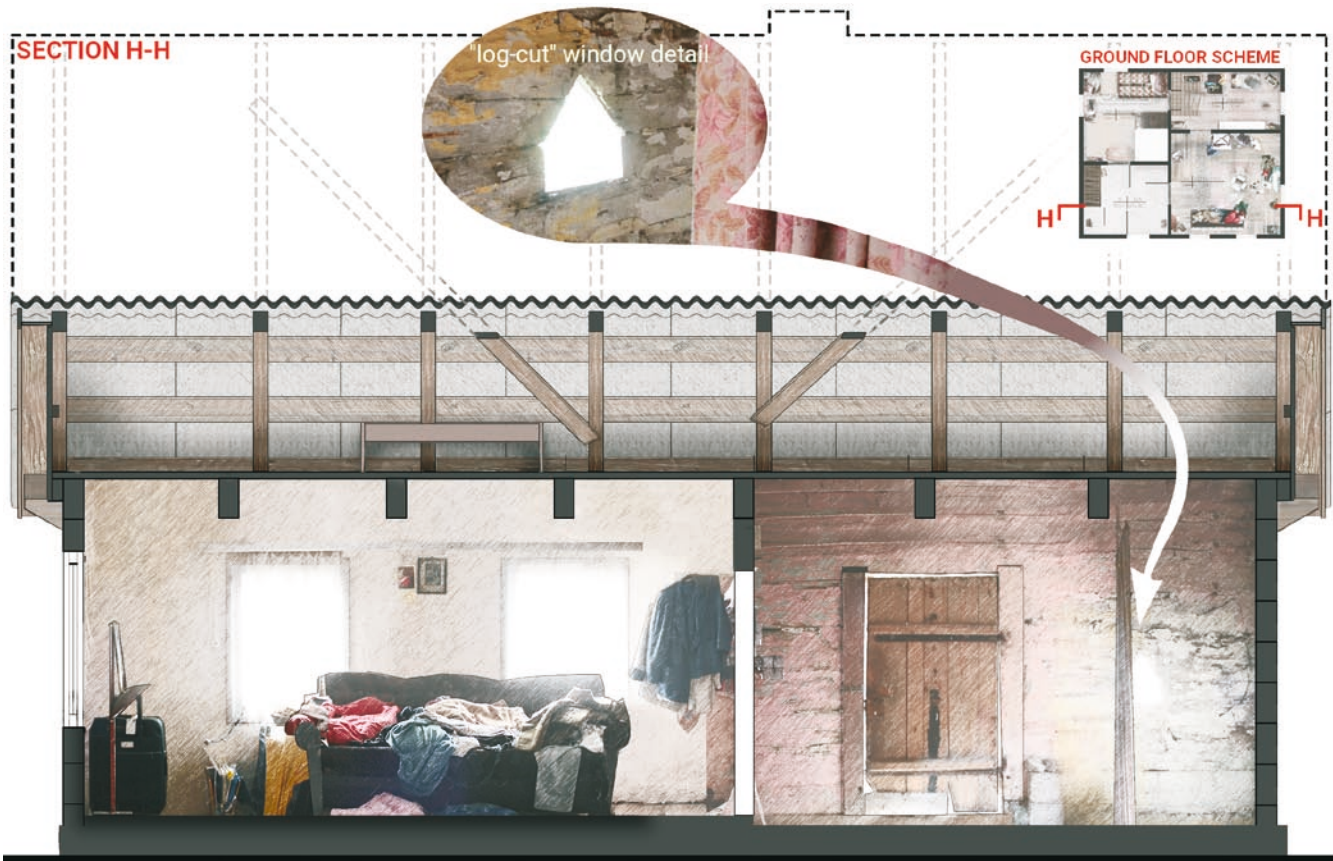 SECTION H-H
"log-cut" window detail
GROUND FLOOR SCHEME
H
H